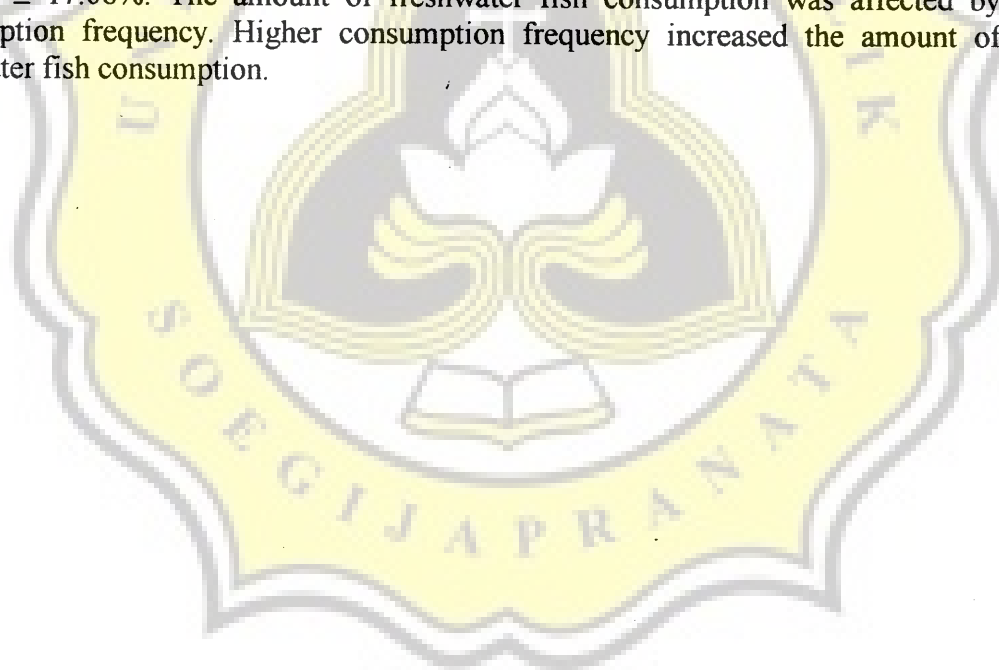 The amount of freshwater fish consumption was affected by
ption frequency. Higher consumption frequency increased the amount of
ter fish consumption.
SOEGIJAPRANATA